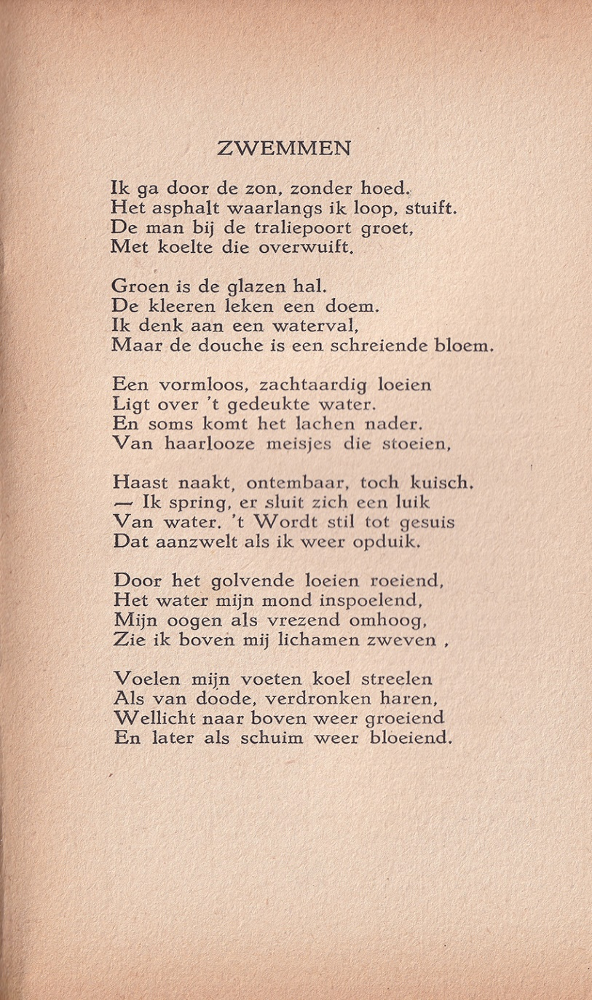 ZWEMMEN
Ik ga door de zon, zonder hoed.
Het asphalt waarlangs ik loop, stuift.
De man bij de traliepoort groet,
Met koelte die overwuift.
Groen is de glazen hal.
De kleeren leken een doem.
Ik denk aan een waterval,
Maar de douche is een schreiende bloem.
Een vormloos, zachtaardig loeien
Ligt over 't gedeukte water.
En soms komt het lachen nader.
Van haarlooze meisjes die stoeien,
Haast naakt, ontembaar, toch kuisch.
— Ik spring, er sluit zich een luik
Van water. 't Wordt stil tot gesuis
Dat aanzwelt als ik weer opduik.
Door het golvende loeien roeiend,
Het water mijn mond inspoelend,
Mijn oogen als vrezend omhoog,
Zie ik boven mij lichamen zweven ,
Voelen mijn voeten koel streelen
Als van doode, verdronken haren,
Wellicht naar boven weer groeiend
En later als schuim weer bloeiend.